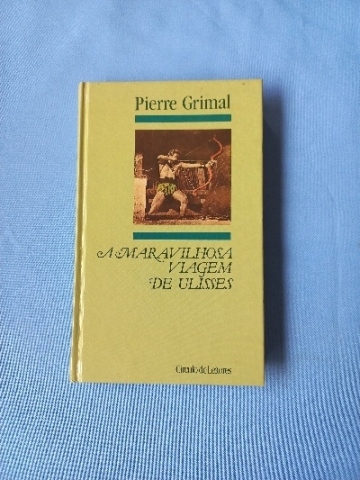 Pierre Grimal
A MARAVILHOSA
VIAGEM
DE ULISSES
Círculo de Leitores